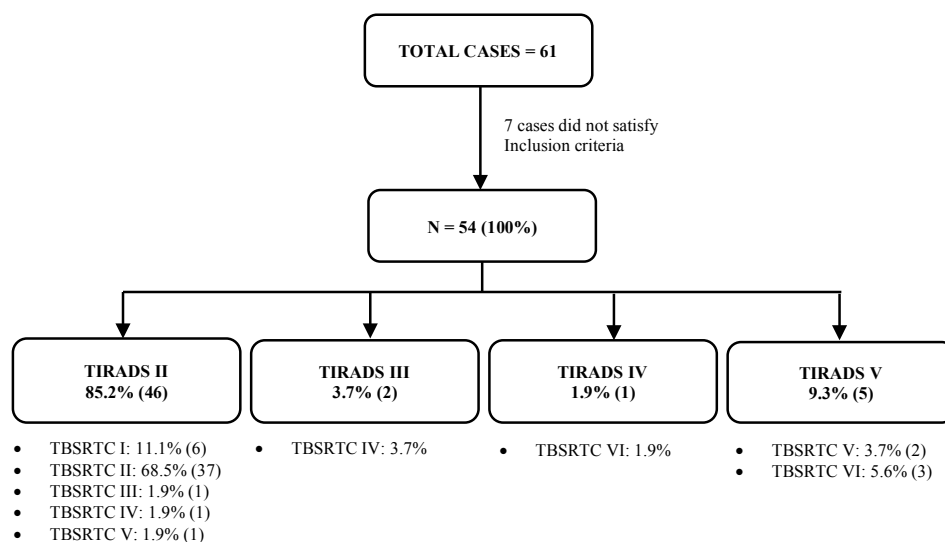 TOTAL CASES = 61
7 cases did not satisfy
Inclusion criteria
N = 54 (100%)
TIRADS II
85.2% (46)
TIRADS III
3.7% (2)
TIRADS IV
1.9% (1)
TIRADS V
9.3% (5)
• TBSRTC I: 11.1% (6)
• TBSRTC II: 68.5% (37)
• TBSRTC III: 1.9% (1)
• TBSRTC IV: 1.9% (1)
• TBSRTC V: 1.9% (1)
• TBSRTC IV: 3.7%
• TBSRTC VI: 1.9%
• TBSRTC V: 3.7% (2)
• TBSRTC VI: 5.6% (3)